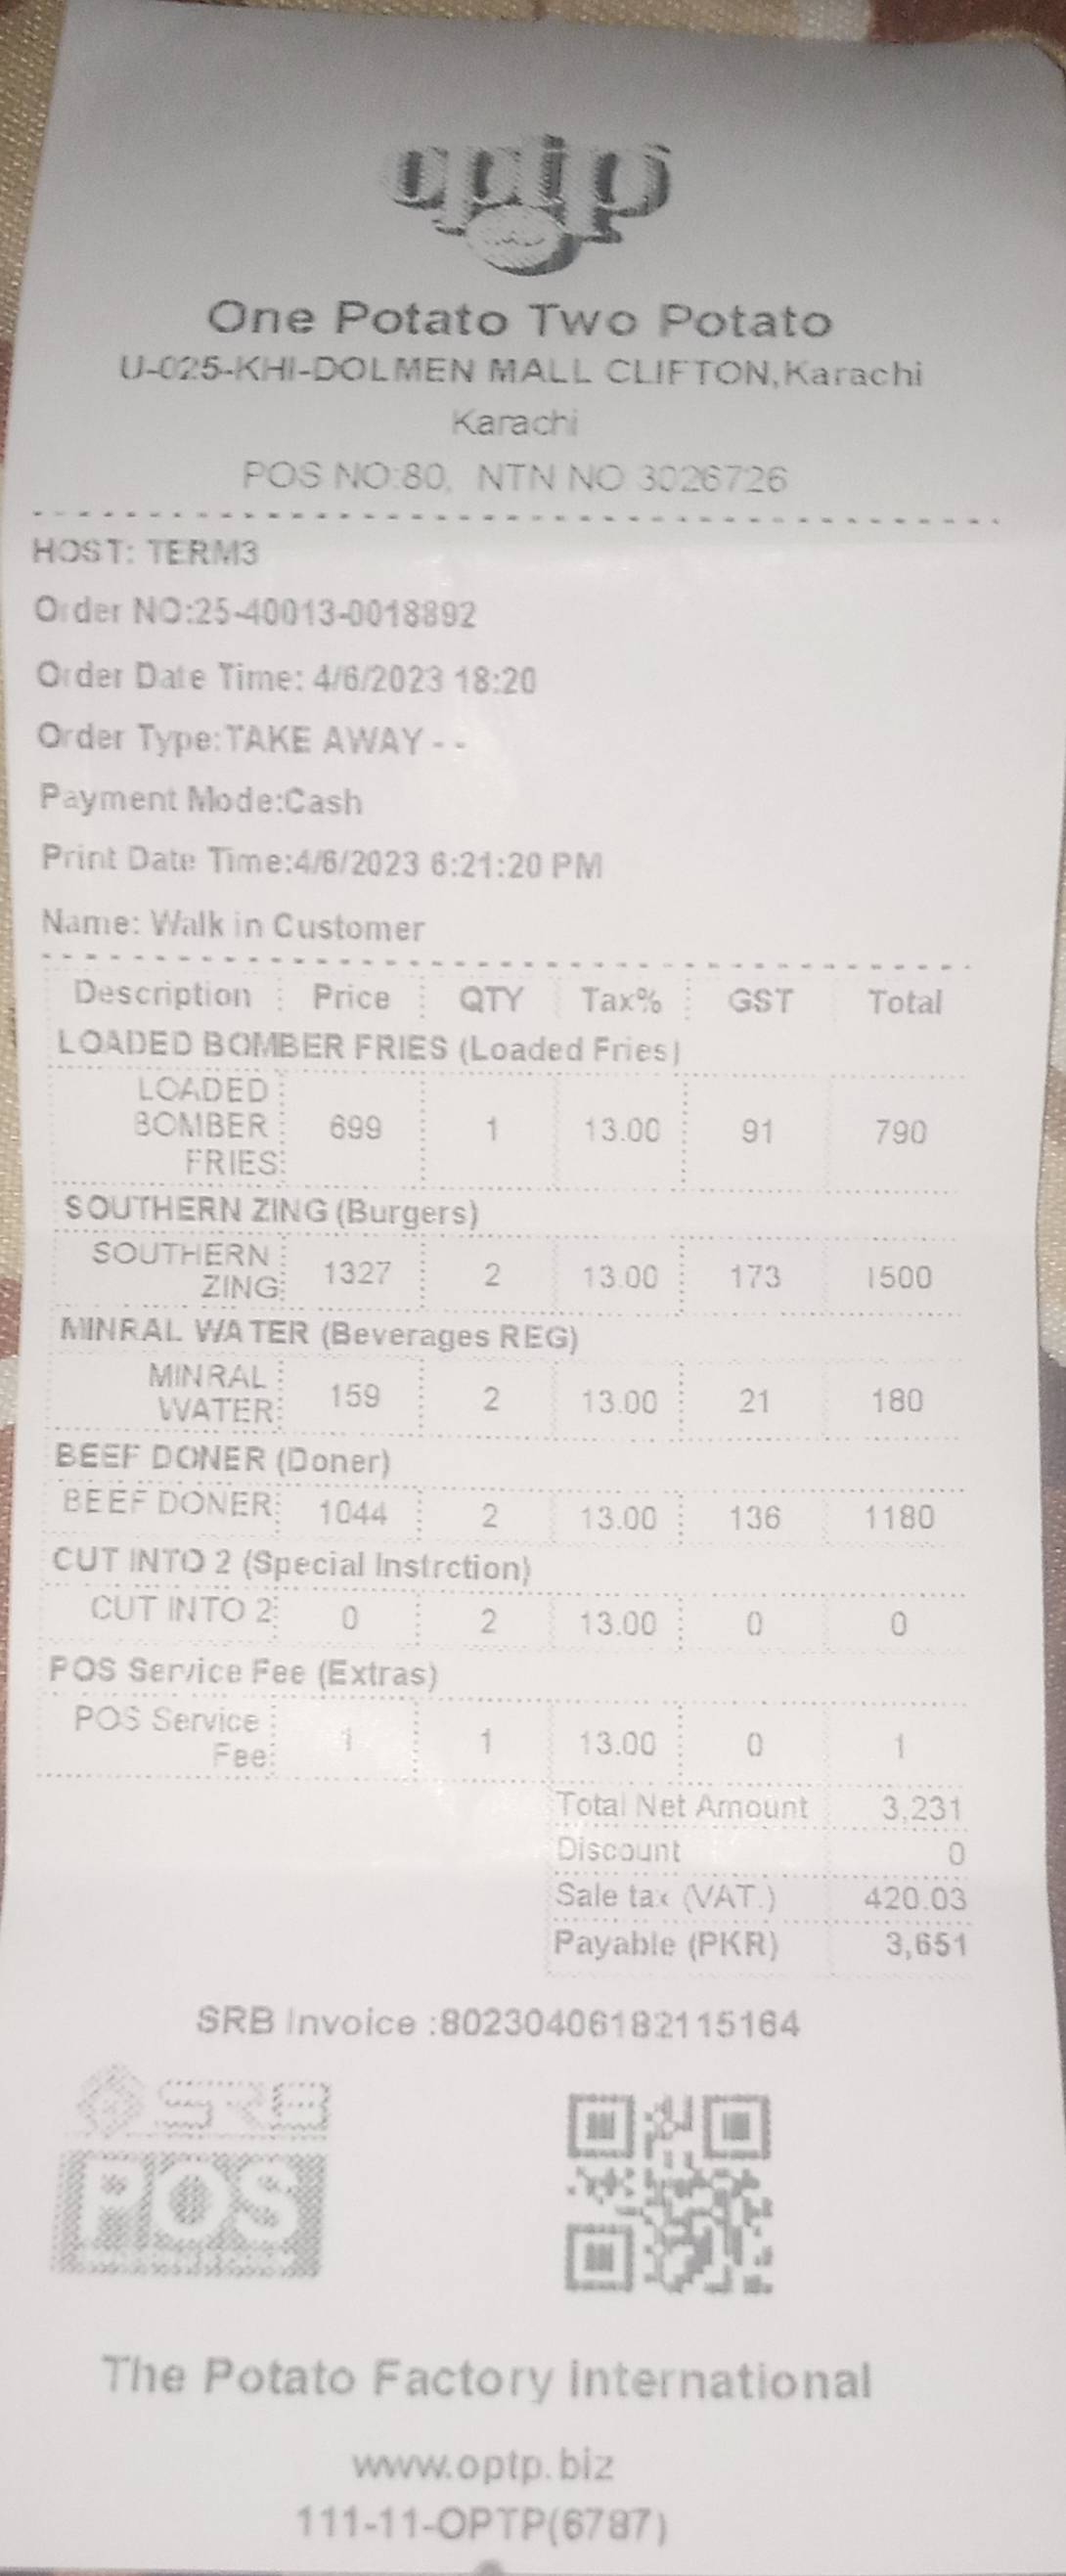 optp
One Potato Two Potato
U-025-KHI-DOLMEN MALL CLIFTON,Karachi
Karachi
POS NO:80, NTN NO 3026726
HOST: TERM3
Order NO:25-40013-0018892
Order Date Time: 4/6/2023 18:20
Order Type:TAKE AWAY - -
Payment Mode:Cash
Print Date Time:4/6/2023 6:21:20 PM
Name: Walk in Customer
Description Price QTY Tax% GST Total
LOADED BOMBER FRIES (Loaded Fries)
LOADED
BOMBER 699 1 13.00 91 790
FRIES:
SOUTHERN ZING (Burgers)
SOUTHERN 1327 2 13.00 173 1500
ZING:
MINRAL WATER (Beverages REG)
MINRAL 159 2 13.00 21 180
WATER:
BEEF DONER (Doner)
BEEF DONER: 1044 2 13.00 136 1180
CUT INTO 2 (Special Instrction)
CUT INTO 2: 0 2 13.00 0 0
POS Service Fee (Extras)
POS Service 1 1 13.00 0 1
Fee:
Total Net Amount 3,231
Discount 0
Sale tax (VAT.) 420.03
Payable (PKR) 3,651
SRB Invoice :80230406182115164
SRB
POS
The Potato Factory International
www.optp.biz
111-11-OPTP(6787)